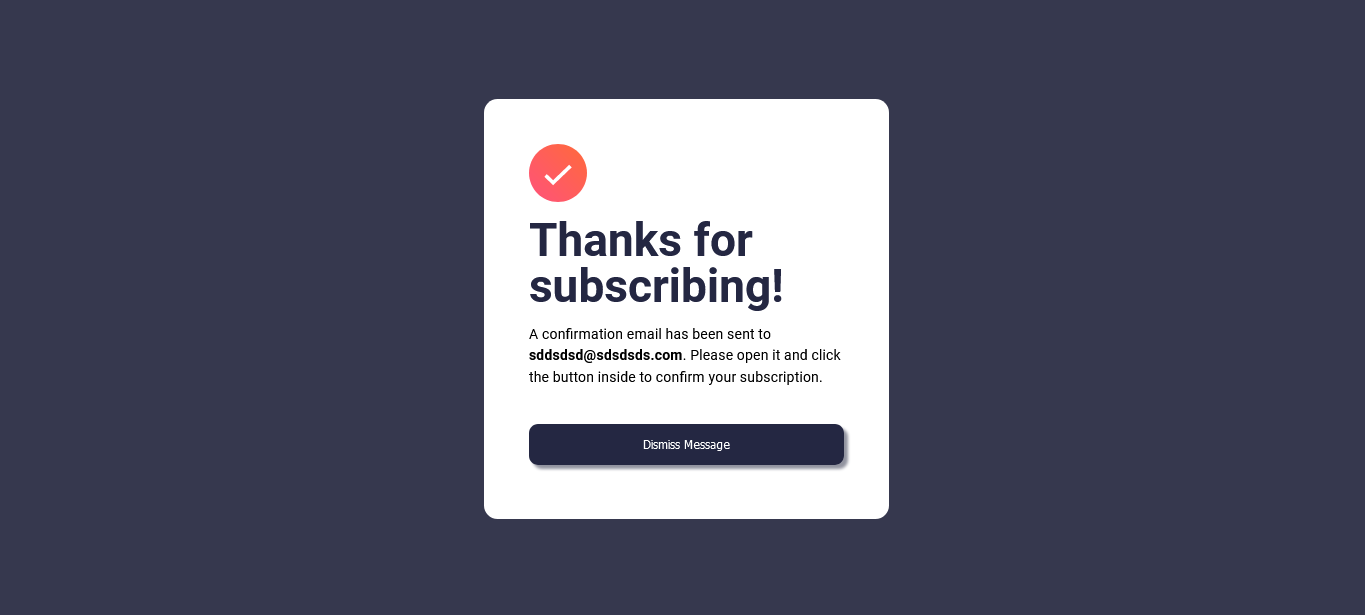 Thanks for
subscribing!
A confirmation email has been sent to
sddsdsd@sdsdsds.com. Please open it and click
the button inside to confirm your subscription.
Dismiss Message